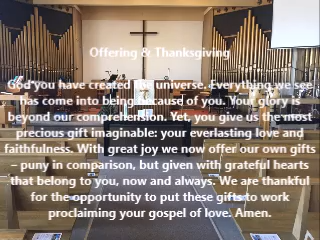 Offering & Thanksgiving
God you have created the universe. Everything we see
has come into being because of you. Your glory is
beyond our comprehension. Yet, you give us the most
precious gift imaginable: your everlasting love and
faithfulness. With great joy we now offer our own gifts
– puny in comparison, but given with grateful hearts
that belong to you, now and always. We are thankful
for the opportunity to put these gifts to work
proclaiming your gospel of love. Amen.